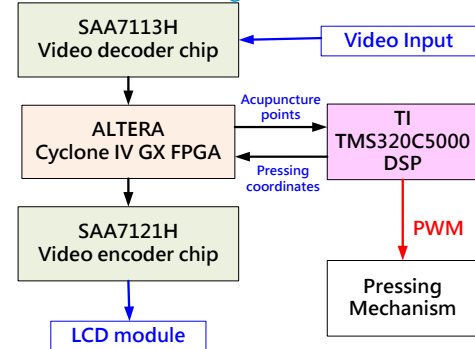 SAA7113H
Video decoder chip
Video Input
ALTERA
Cyclone IV GX FPGA
Acupuncture
points
Pressing
coordinates
TI
TMS320C5000
DSP
SAA7121H
Video encoder chip
PWM
Pressing
Mechanism
LCD module